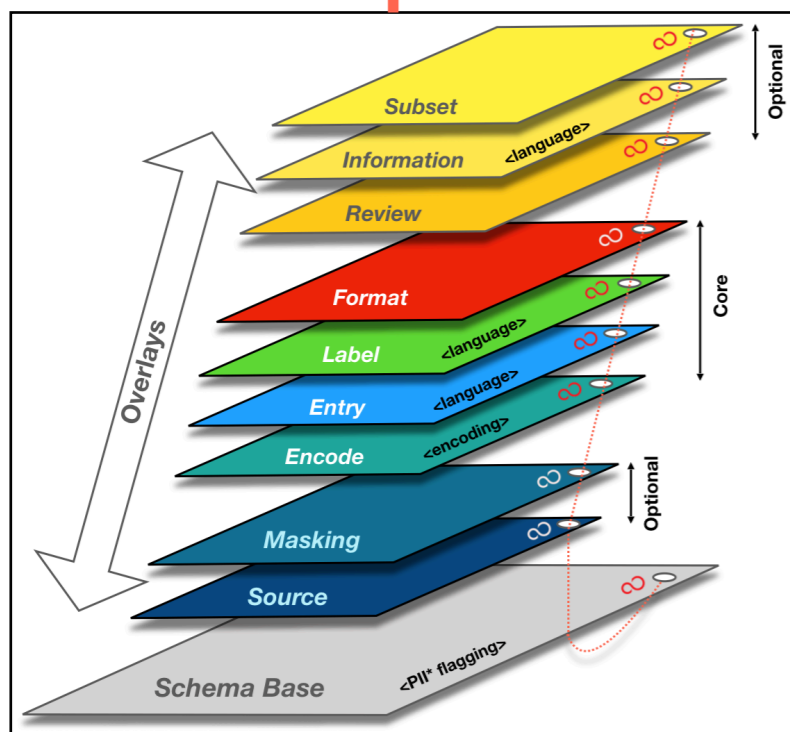 Subset
Optional
Information <language>
Review
Format
Core
Label <language>
Overlays
Entry <language>
Encode <encoding>
Masking
Optional
Source
Schema Base <PII* flagging>